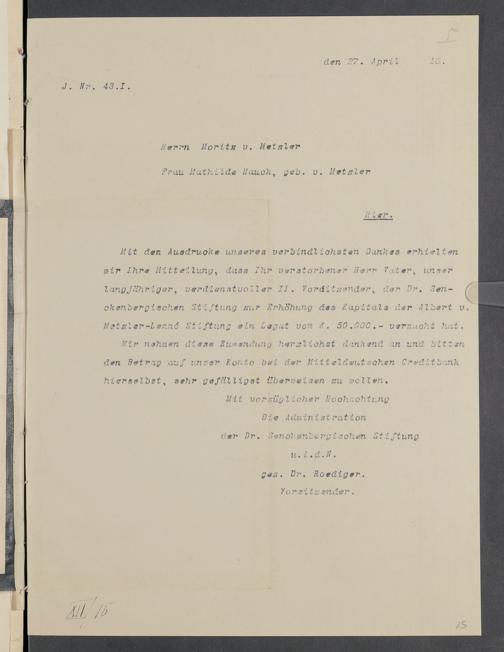 5
den 27. April 18.
J. Nr. 43.I.
Herrn Moritz v. Metzler
Frau Mathilde Hauck, geb. v. Metzler
Hier.
Mit dem Ausdrucke unseres verbindlichsten Dankes erhielten
wir Ihre Mitteilung, dass Ihr verstorbener Herr Vater, unser
langjähriger, verdienstvoller II. Vorsitzender, der Dr. Sen-
ckenbergischen Stiftung zur Erhöhung des Kapitals der Albert v.
Metzler-Stiftung ein Legat von M. 50.000.- vermacht hat.
Wir nehmen diese Zuwendung herzlichst dankend an und bitten
den Betrag auf unser Konto bei der Mitteldeutschen Creditbank
hierselbst, sehr gefälligst überweisen zu wollen.
Mit vorzüglicher Hochachtung
Die Administration
der Dr. Senckenbergischen Stiftung
u.i.d.N.
gez. Dr. Roediger.
Vorsitzender.
XII/15
15